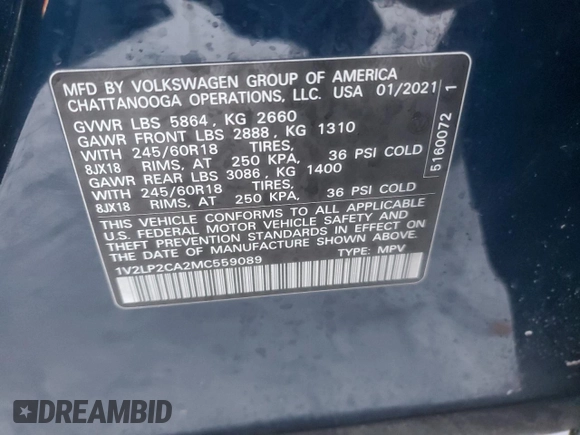 MFD BY VOLKSWAGEN GROUP OF AMERICA
CHATTANOOGA OPERATIONS, LLC. USA 01/2021
GVWR LBS 5864, KG 2660
GAWR FRONT LBS 2888, KG 1310
WITH 245/60R18 TIRES,
8JX18 RIMS, AT 250 KPA, 36 PSI COLD
GAWR REAR LBS 3086, KG 1400
WITH 245/60R18 TIRES,
8JX18 RIMS, AT 250 KPA, 36 PSI COLD
THIS VEHICLE CONFORMS TO ALL APPLICABLE
U.S. FEDERAL MOTOR VEHICLE SAFETY AND
THEFT PREVENTION STANDARDS IN EFFECT ON
THE DATE OF MANUFACTURE SHOWN ABOVE.
1V2LP2CA2MC559089 TYPE: MPV
5160072 1
DREAMBID